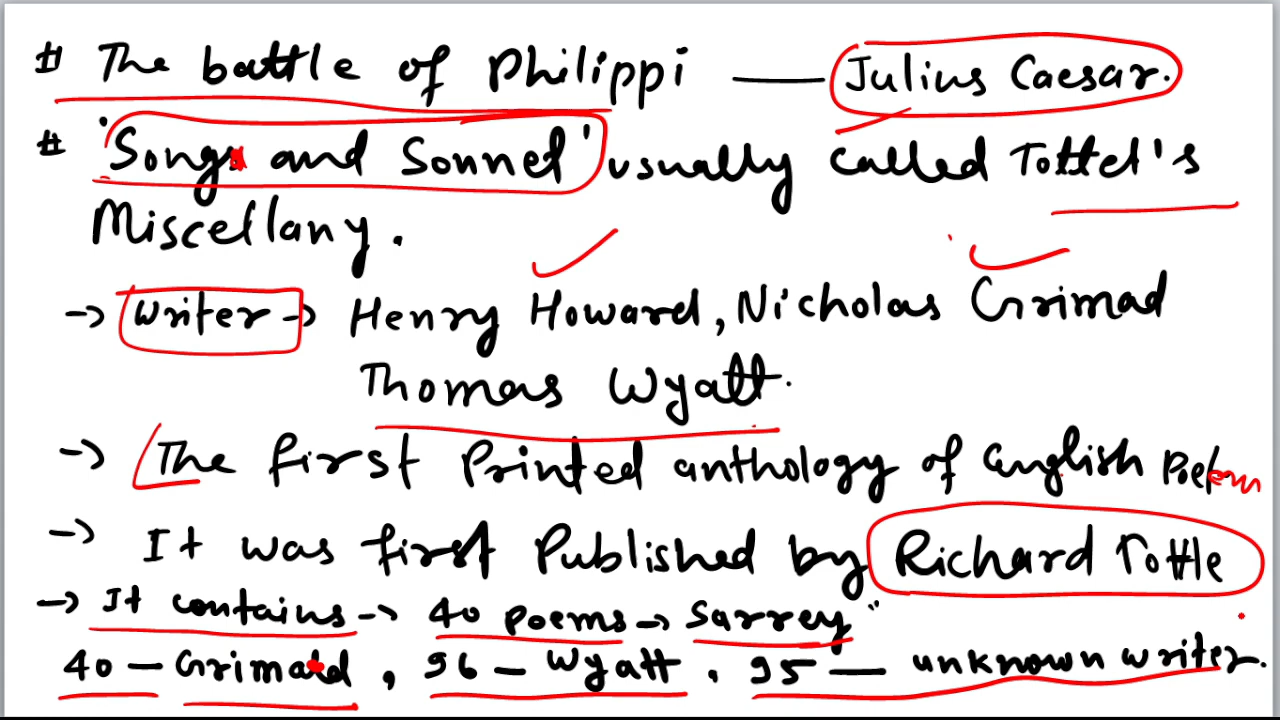 # The battle of Philippi — Julius Caesar.
# 'Songs and Sonnet' usually called Tottel's
Miscellany.
→ Writer → Henry Howard, Nicholas Grimad
Thomas Wyatt.
→ The first Printed anthology of English Poem
→ It was first Published by Richard Tottle
→ It contains → 40 poems → Sarrey"
40 – Grimald, 96 – Wyatt, 95 — unknown writer.